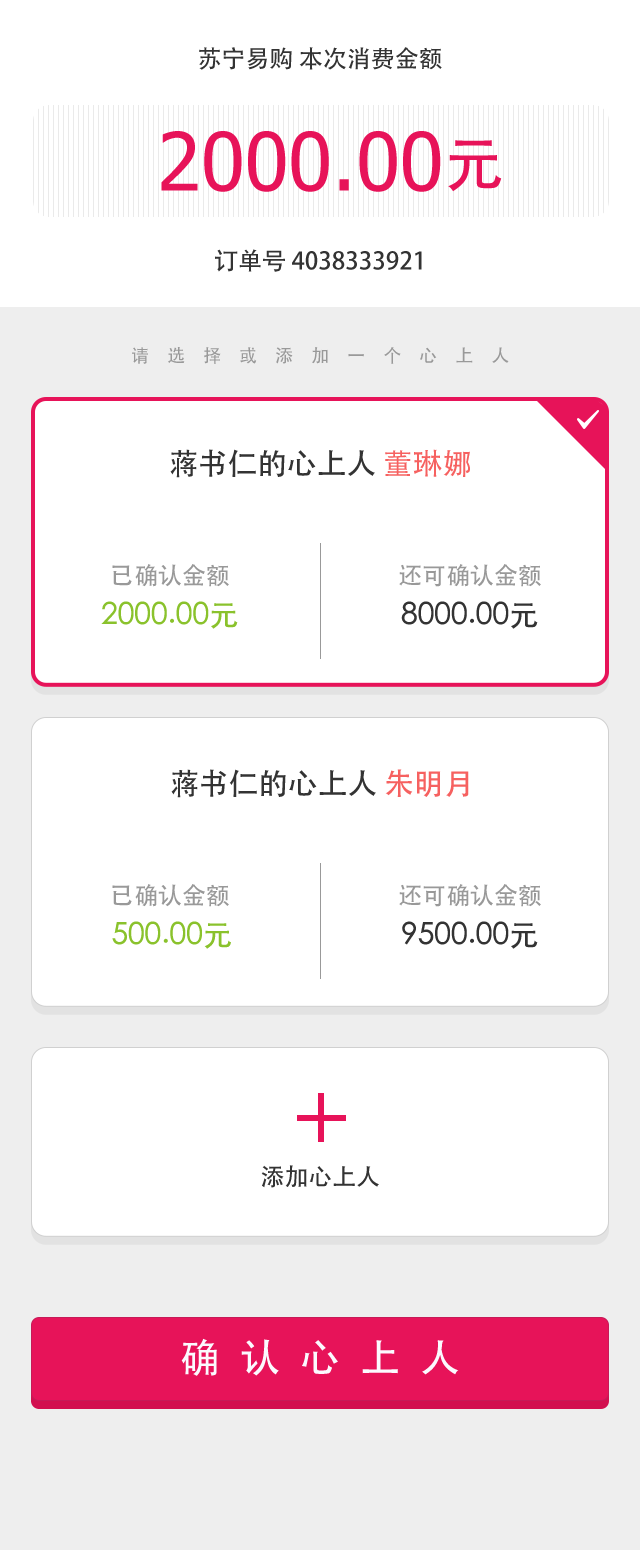 苏宁易购 本次消费金额
2000.00元
订单号 4038333921
请选择或添加一个心上人
蒋书仁的心上人 董琳娜
已确认金额 还可确认金额
2000.00元 8000.00元
蒋书仁的心上人 朱明月
已确认金额 还可确认金额
500.00元 9500.00元
添加心上人
确认心上人